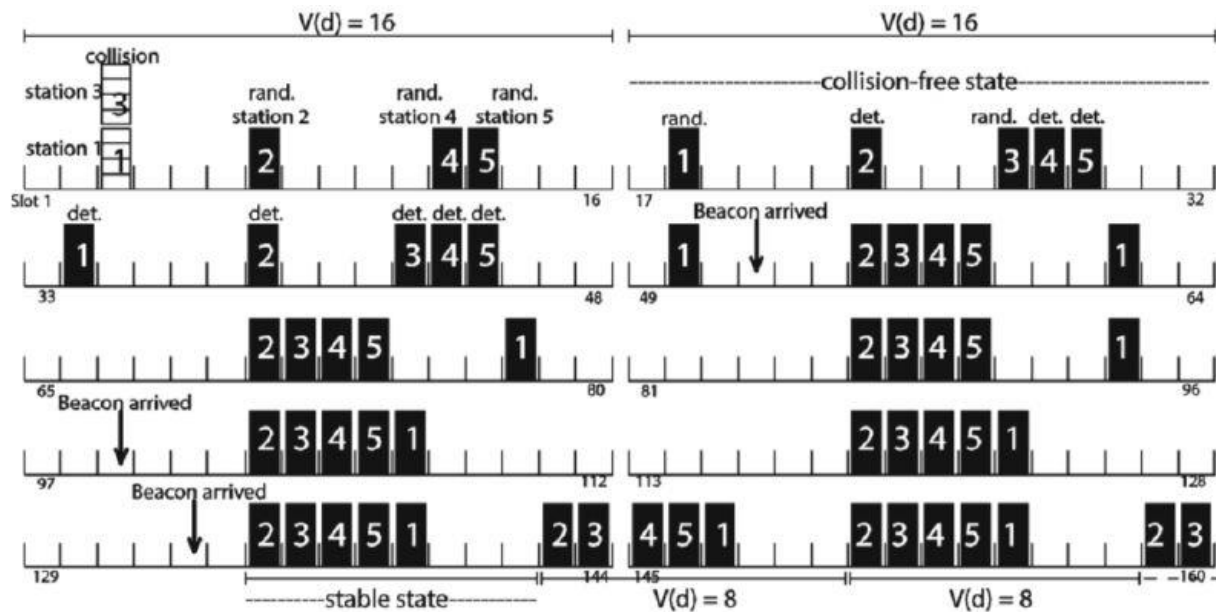 V(d) = 16 V(d) = 16
collision
station 3 3 rand. rand. rand. collision-free state
station 2 station 4 station 5 rand. det. rand. det. det.
station 1 1 2 4 5 1 2 3 4 5
Slot 1 16 17 32
det. det. det. det. det. Beacon arrived
1 2 3 4 5 1 2 3 4 5 1
33 48 49 64
2 3 4 5 1 2 3 4 5 1
65 80 81 96
Beacon arrived
2 3 4 5 1 2 3 4 5 1
97 112 113 128
Beacon arrived
2 3 4 5 1 2 3 4 5 1 2 3 4 5 1 2 3
129 144 145 160
stable state V(d) = 8 V(d) = 8